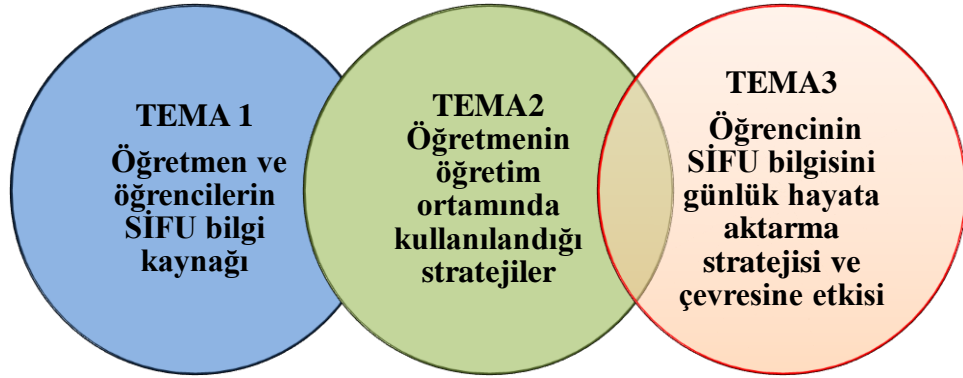 TEMA 1
Öğretmen ve
öğrencilerin
SİFU bilgi
kaynağı
TEMA2
Öğretmenin
öğretim
ortamında
kullanılandığı
stratejiler
TEMA3
Öğrencinin
SİFU bilgisini
günlük hayata
aktarma
stratejisi ve
çevresine etkisi